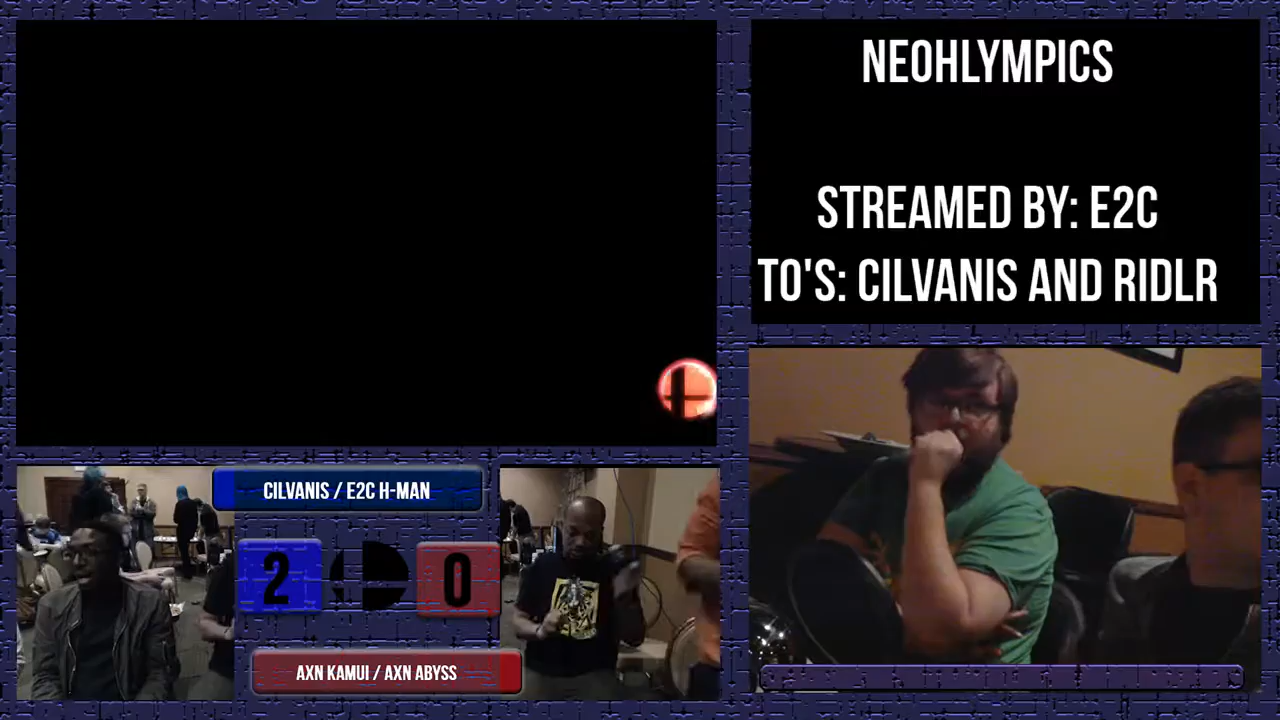 NEOHLYMPICS
STREAMED BY: E2C
TO'S: CILVANIS AND RIDLR
CILVANIS / E2C H-MAN
2
0
AXN KAMUI / AXN ABYSS